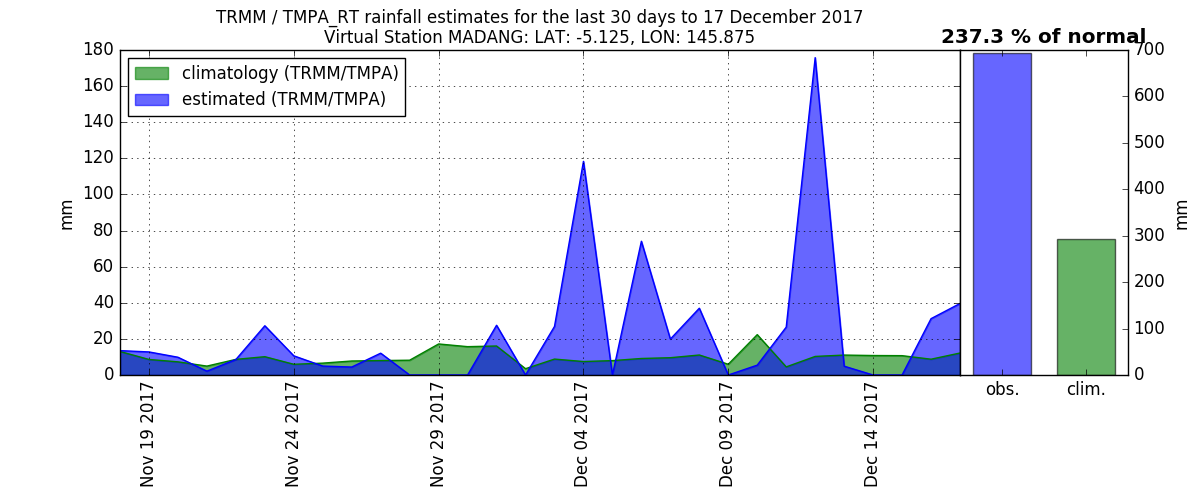 TRMM / TMPA_RT rainfall estimates for the last 30 days to 17 December 2017
Virtual Station MADANG: LAT: -5.125, LON: 145.875
237.3 % of normal
climatology (TRMM/TMPA)
estimated (TRMM/TMPA)
mm
180
160
140
120
100
80
60
40
20
0
Nov 19 2017
Nov 24 2017
Nov 29 2017
Dec 04 2017
Dec 09 2017
Dec 14 2017
obs.
clim.
700
600
500
400
300
200
100
0
mm